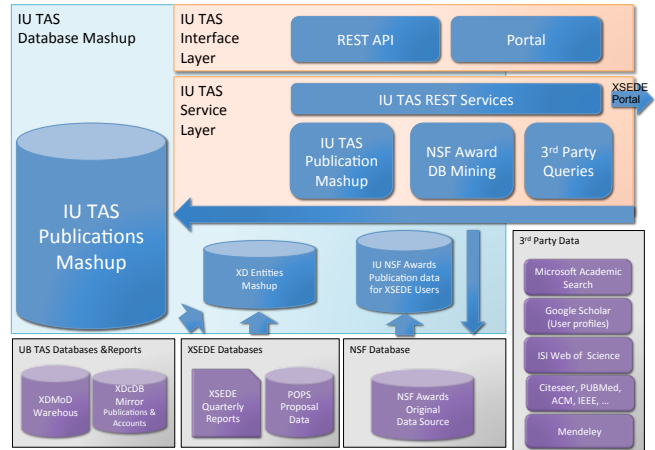 IU TAS
Database Mashup
IU TAS
Interface
Layer
REST API
Portal
IU TAS
Service
Layer
IU TAS REST Services
XSEDE
Portal
IU TAS
Publication
Mashup
NSF Award
DB Mining
3rd Party
Queries
IU TAS
Publications
Mashup
XD Entities
Mashup
IU NSF Awards
Publication data
for XSEDE Users
3rd Party Data
Microsoft Academic
Search
Google Scholar
(User profiles)
ISI Web of Science
Citeseer, PUBMed,
ACM, IEEE, ...
Mendeley
UB TAS Databases &Reports
XDMoD
Warehous
XDcDB
Mirror
Publications &
Accounts
XSEDE Databases
XSEDE
Quarterly
Reports
POPS
Proposal
Data
NSF Database
NSF Awards
Original
Data Source